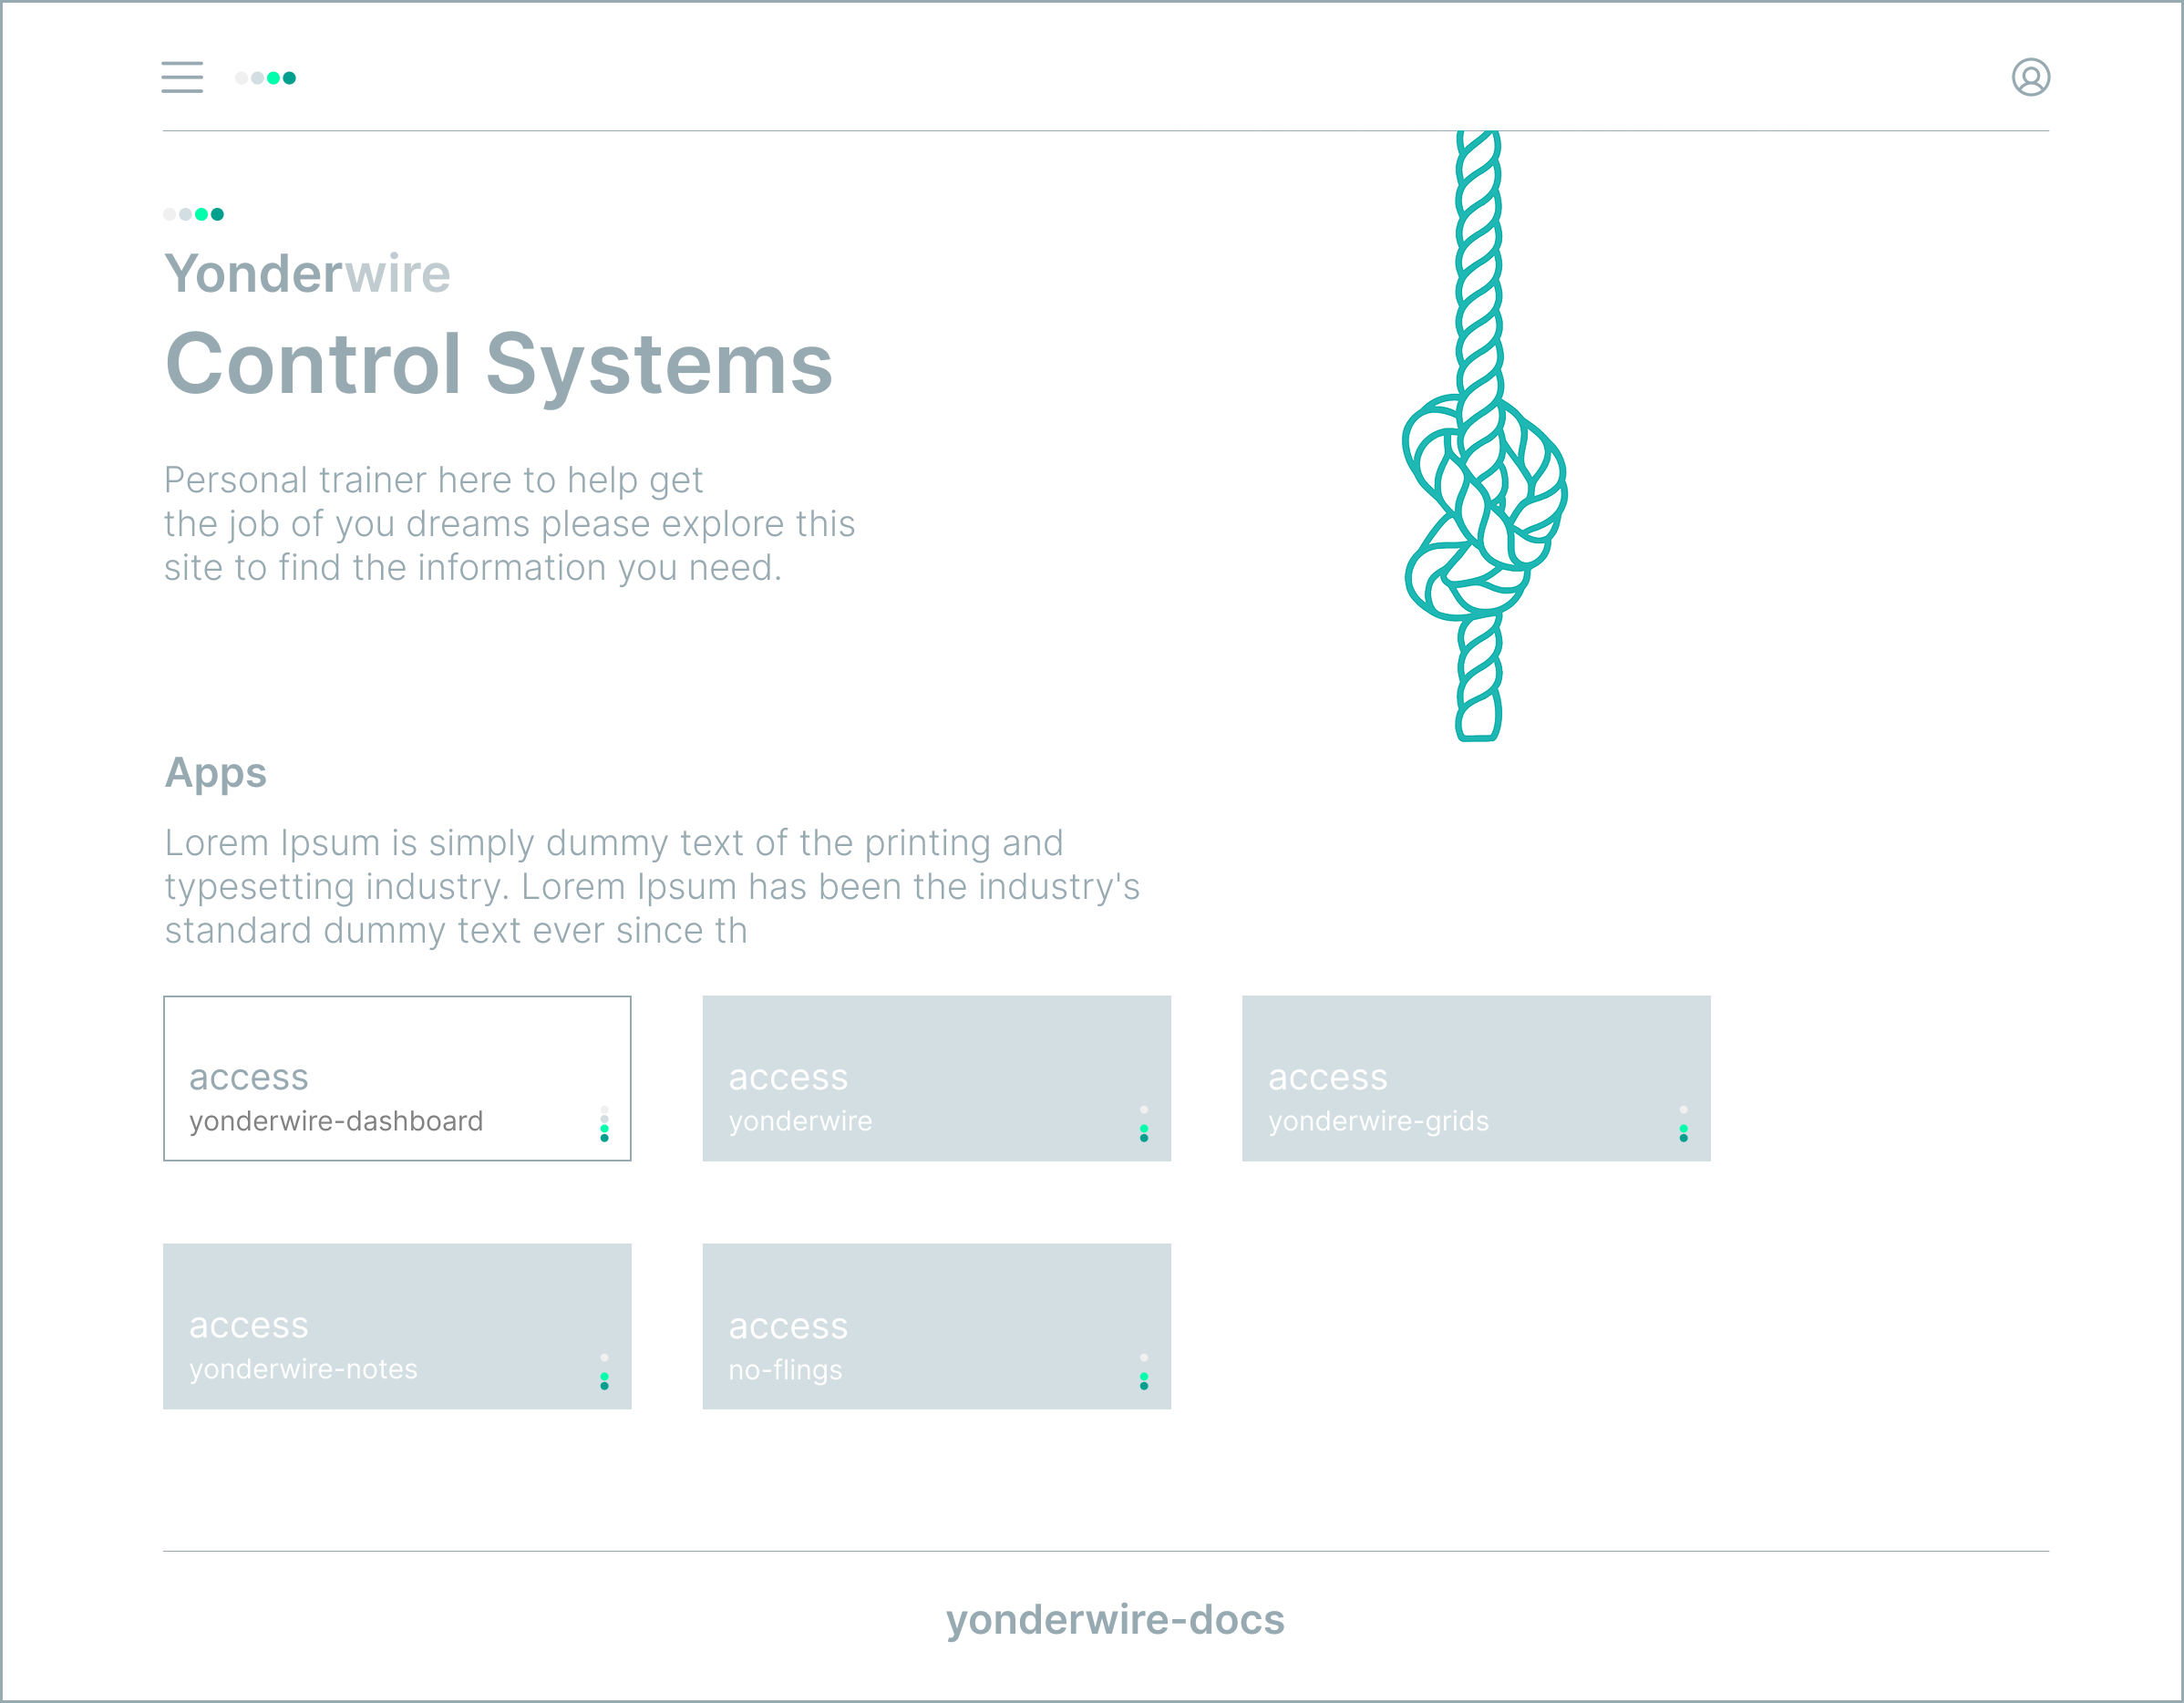 Yonderwire
Control Systems
Personal trainer here to help get
the job of you dreams please explore this
site to find the information you need.
Apps
Lorem Ipsum is simply dummy text of the printing and
typesetting industry. Lorem Ipsum has been the industry's
standard dummy text ever since th
access
yonderwire-dashboard
access
yonderwire
access
yonderwire-grids
access
yonderwire-notes
access
no-flings
yonderwire-docs